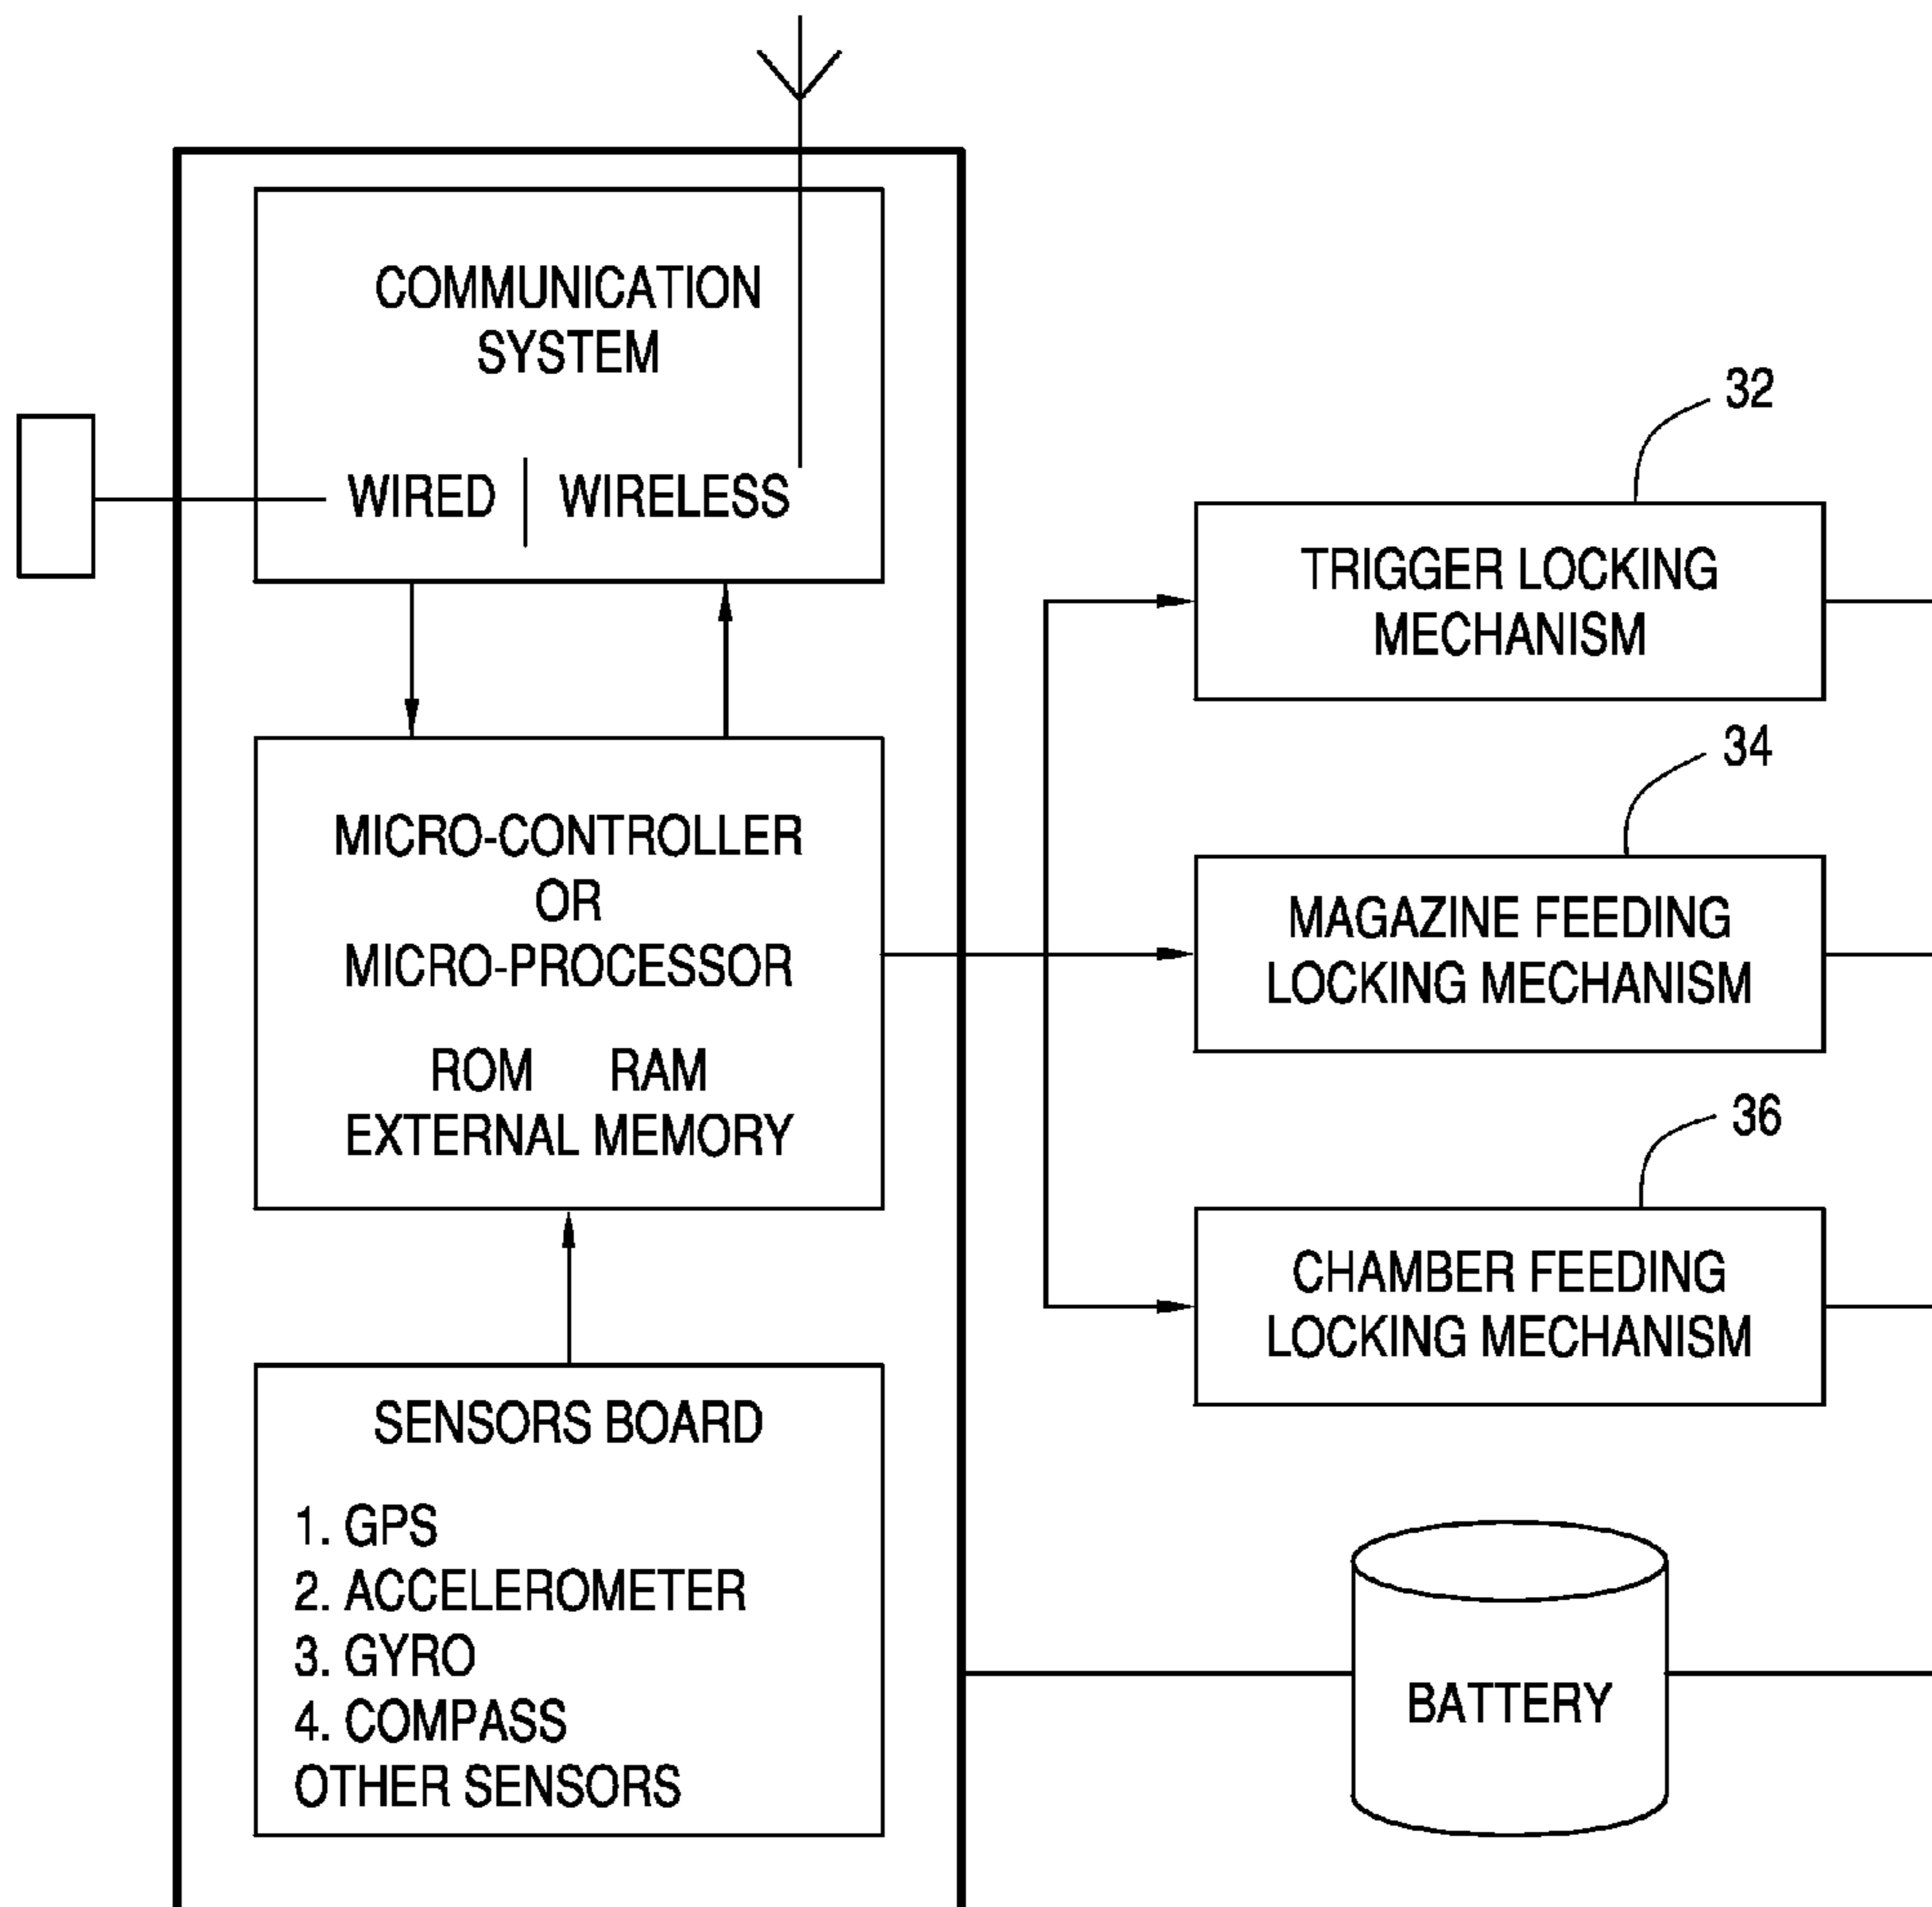 COMMUNICATION
SYSTEM
WIRED WIRELESS
MICRO-CONTROLLER
OR
MICRO-PROCESSOR
ROM RAM
EXTERNAL MEMORY
SENSORS BOARD
1. GPS
2. ACCELEROMETER
3. GYRO
4. COMPASS
OTHER SENSORS
32
TRIGGER LOCKING
MECHANISM
34
MAGAZINE FEEDING
LOCKING MECHANISM
36
CHAMBER FEEDING
LOCKING MECHANISM
BATTERY